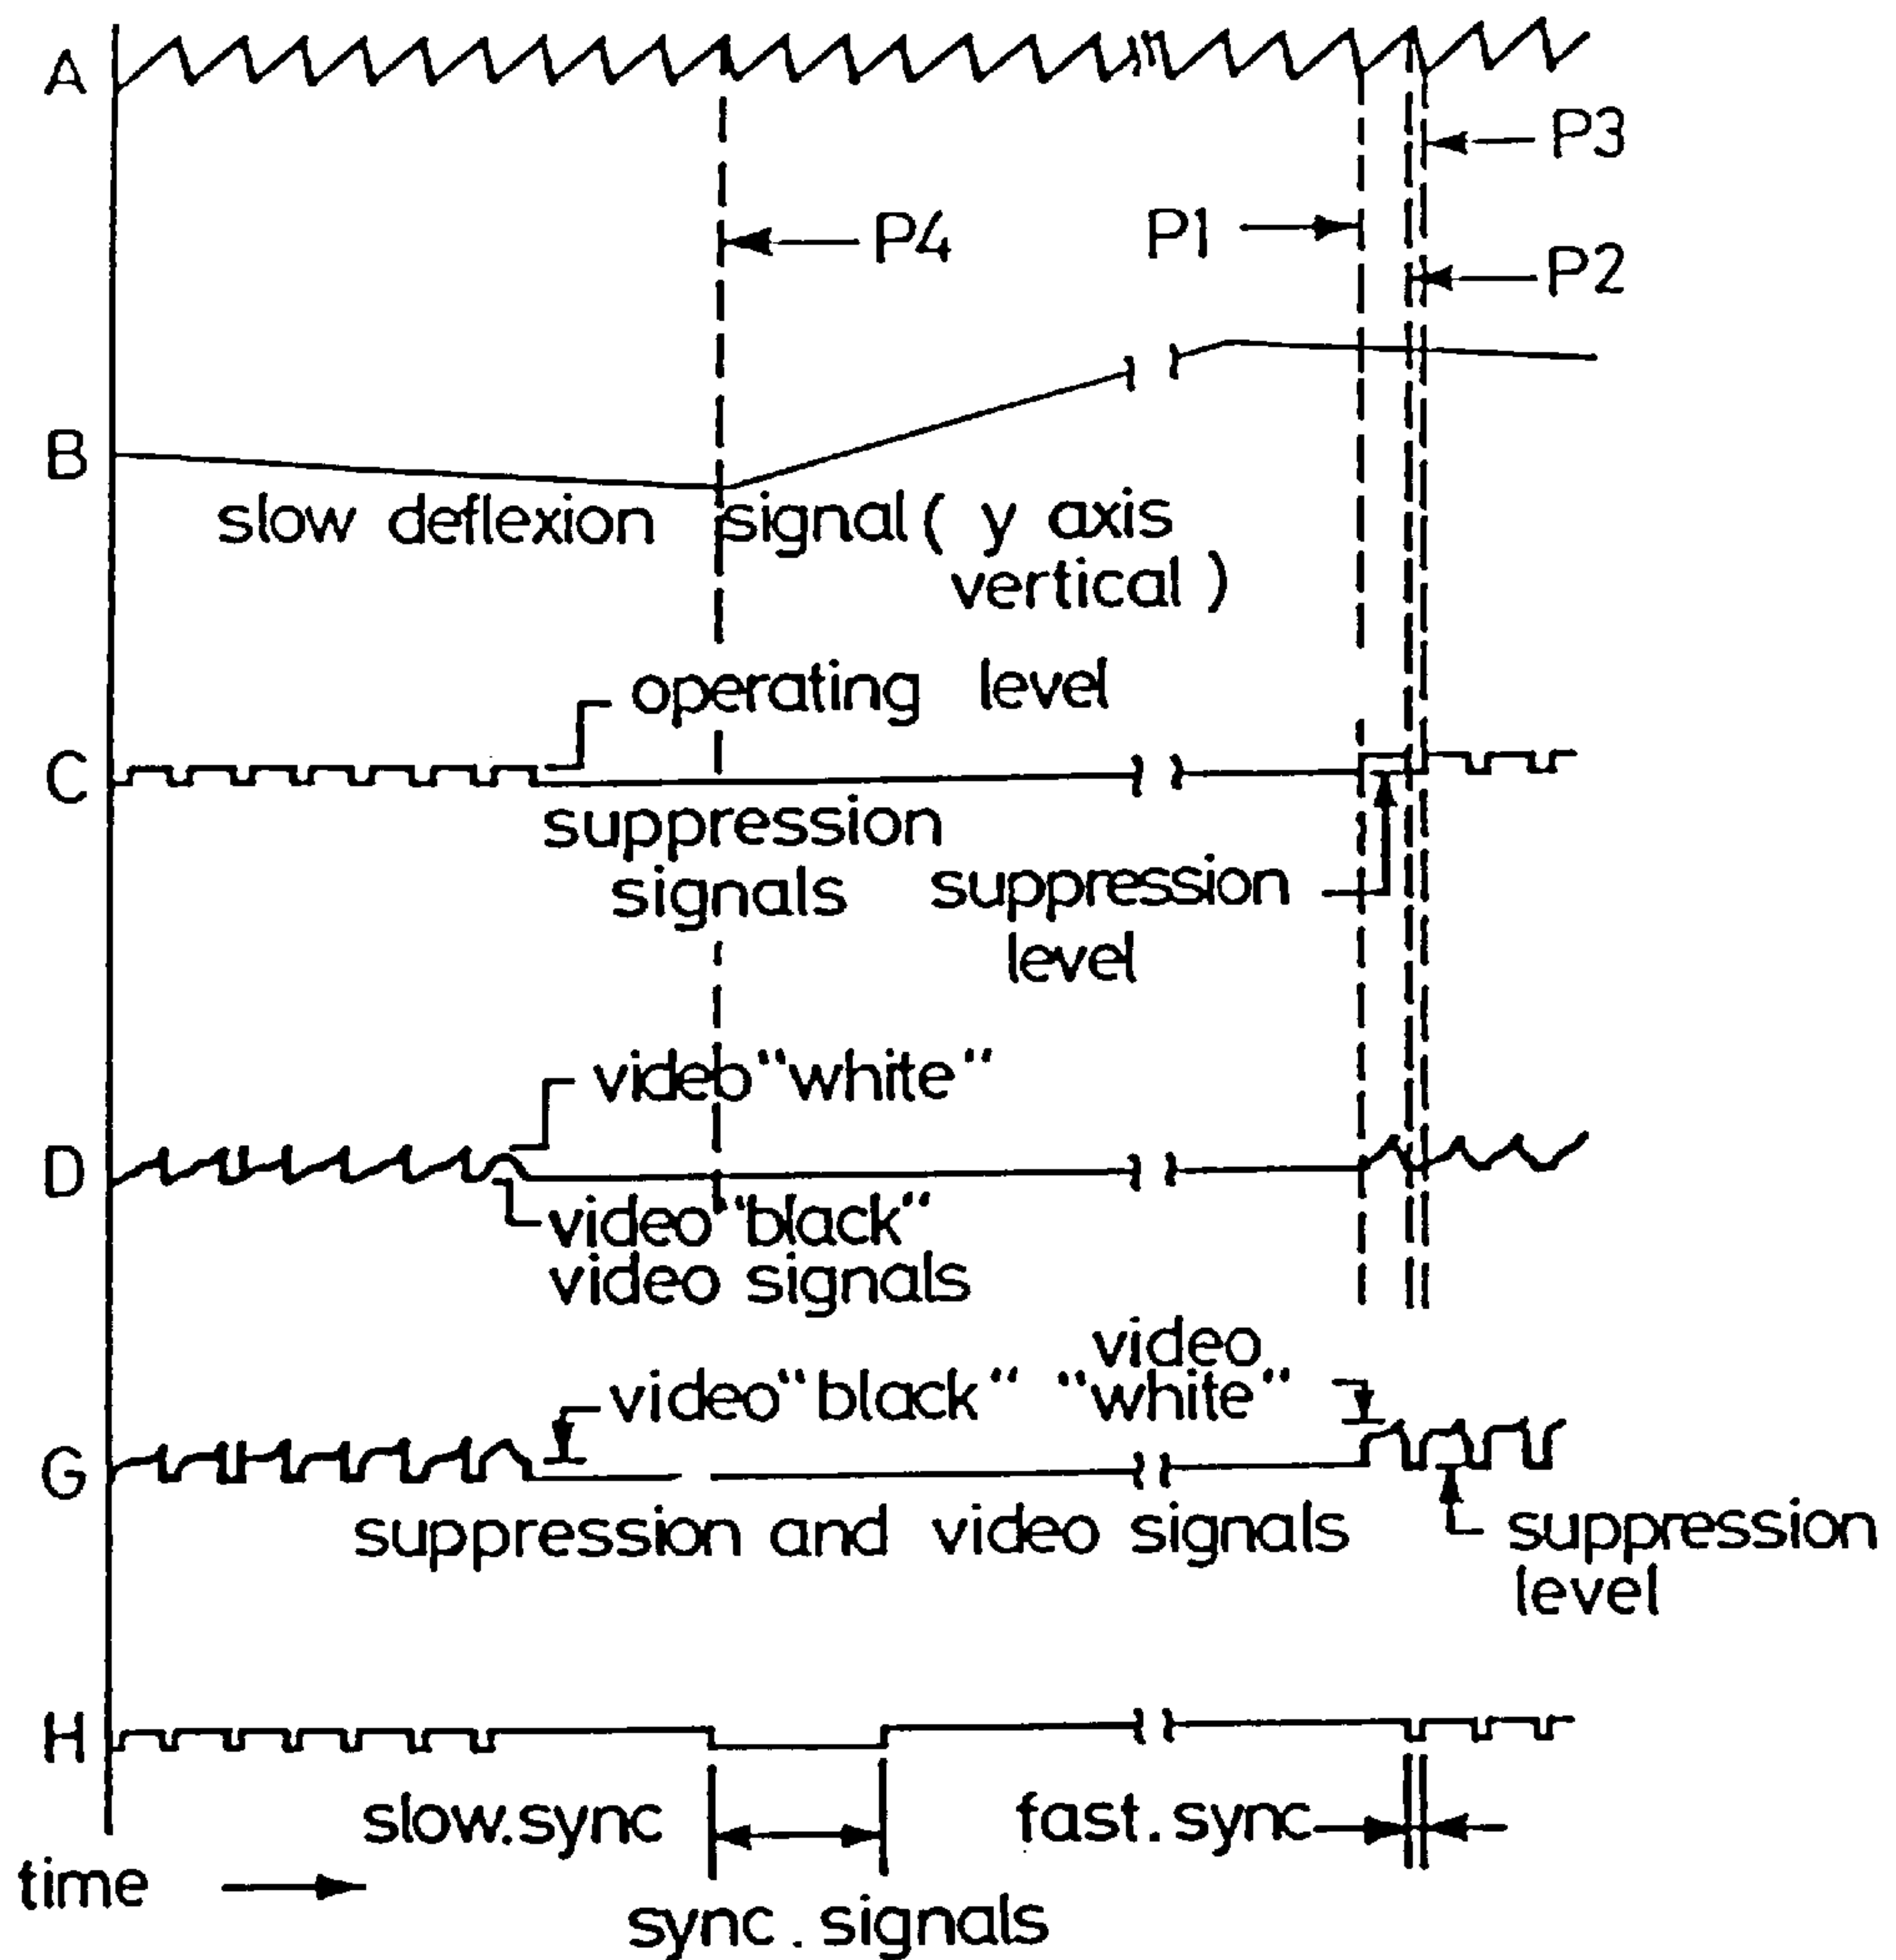 A
P3
P4
P1
P2
B
slow deflexion signal ( y axis
vertical )
operating level
C
suppression
signals
suppression
level
video "white"
D
video "black"
video signals
video
"white"
video "black"
G
suppression and video signals
suppression
level
H
slow.sync
fast.sync
time
sync. signals